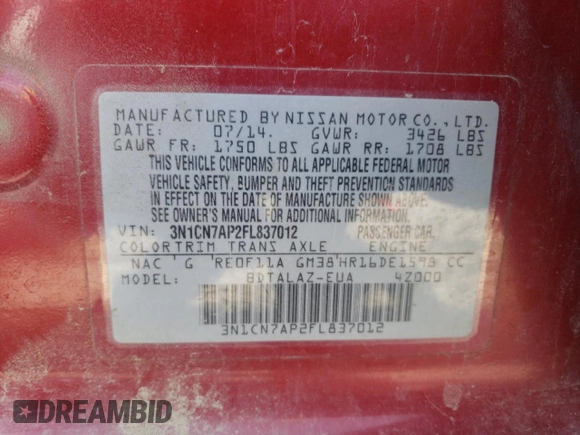 MANUFACTURED BY NISSAN MOTOR CO., LTD.
DATE: 07/14. GVWR: 3426 LBS
GAWR FR: 1750 LBS GAWR RR: 1708 LBS
THIS VEHICLE CONFORMS TO ALL APPLICABLE FEDERAL MOTOR
VEHICLE SAFETY, BUMPER AND THEFT PREVENTION STANDARDS
IN EFFECT ON THE DATE OF MANUFACTURE SHOWN ABOVE.
SEE OWNER'S MANUAL FOR ADDITIONAL INFORMATION.
VIN: 3N1CN7AP2FL837012 PASSENGER CAR.
COLOR TRIM TRANS AXLE ENGINE
NAC G RE0F11A GM38 HR16DE1598 CC
MODEL: BDTALAZ-EUA 4Z000
3N1CN7AP2FL837012
DREAMBID